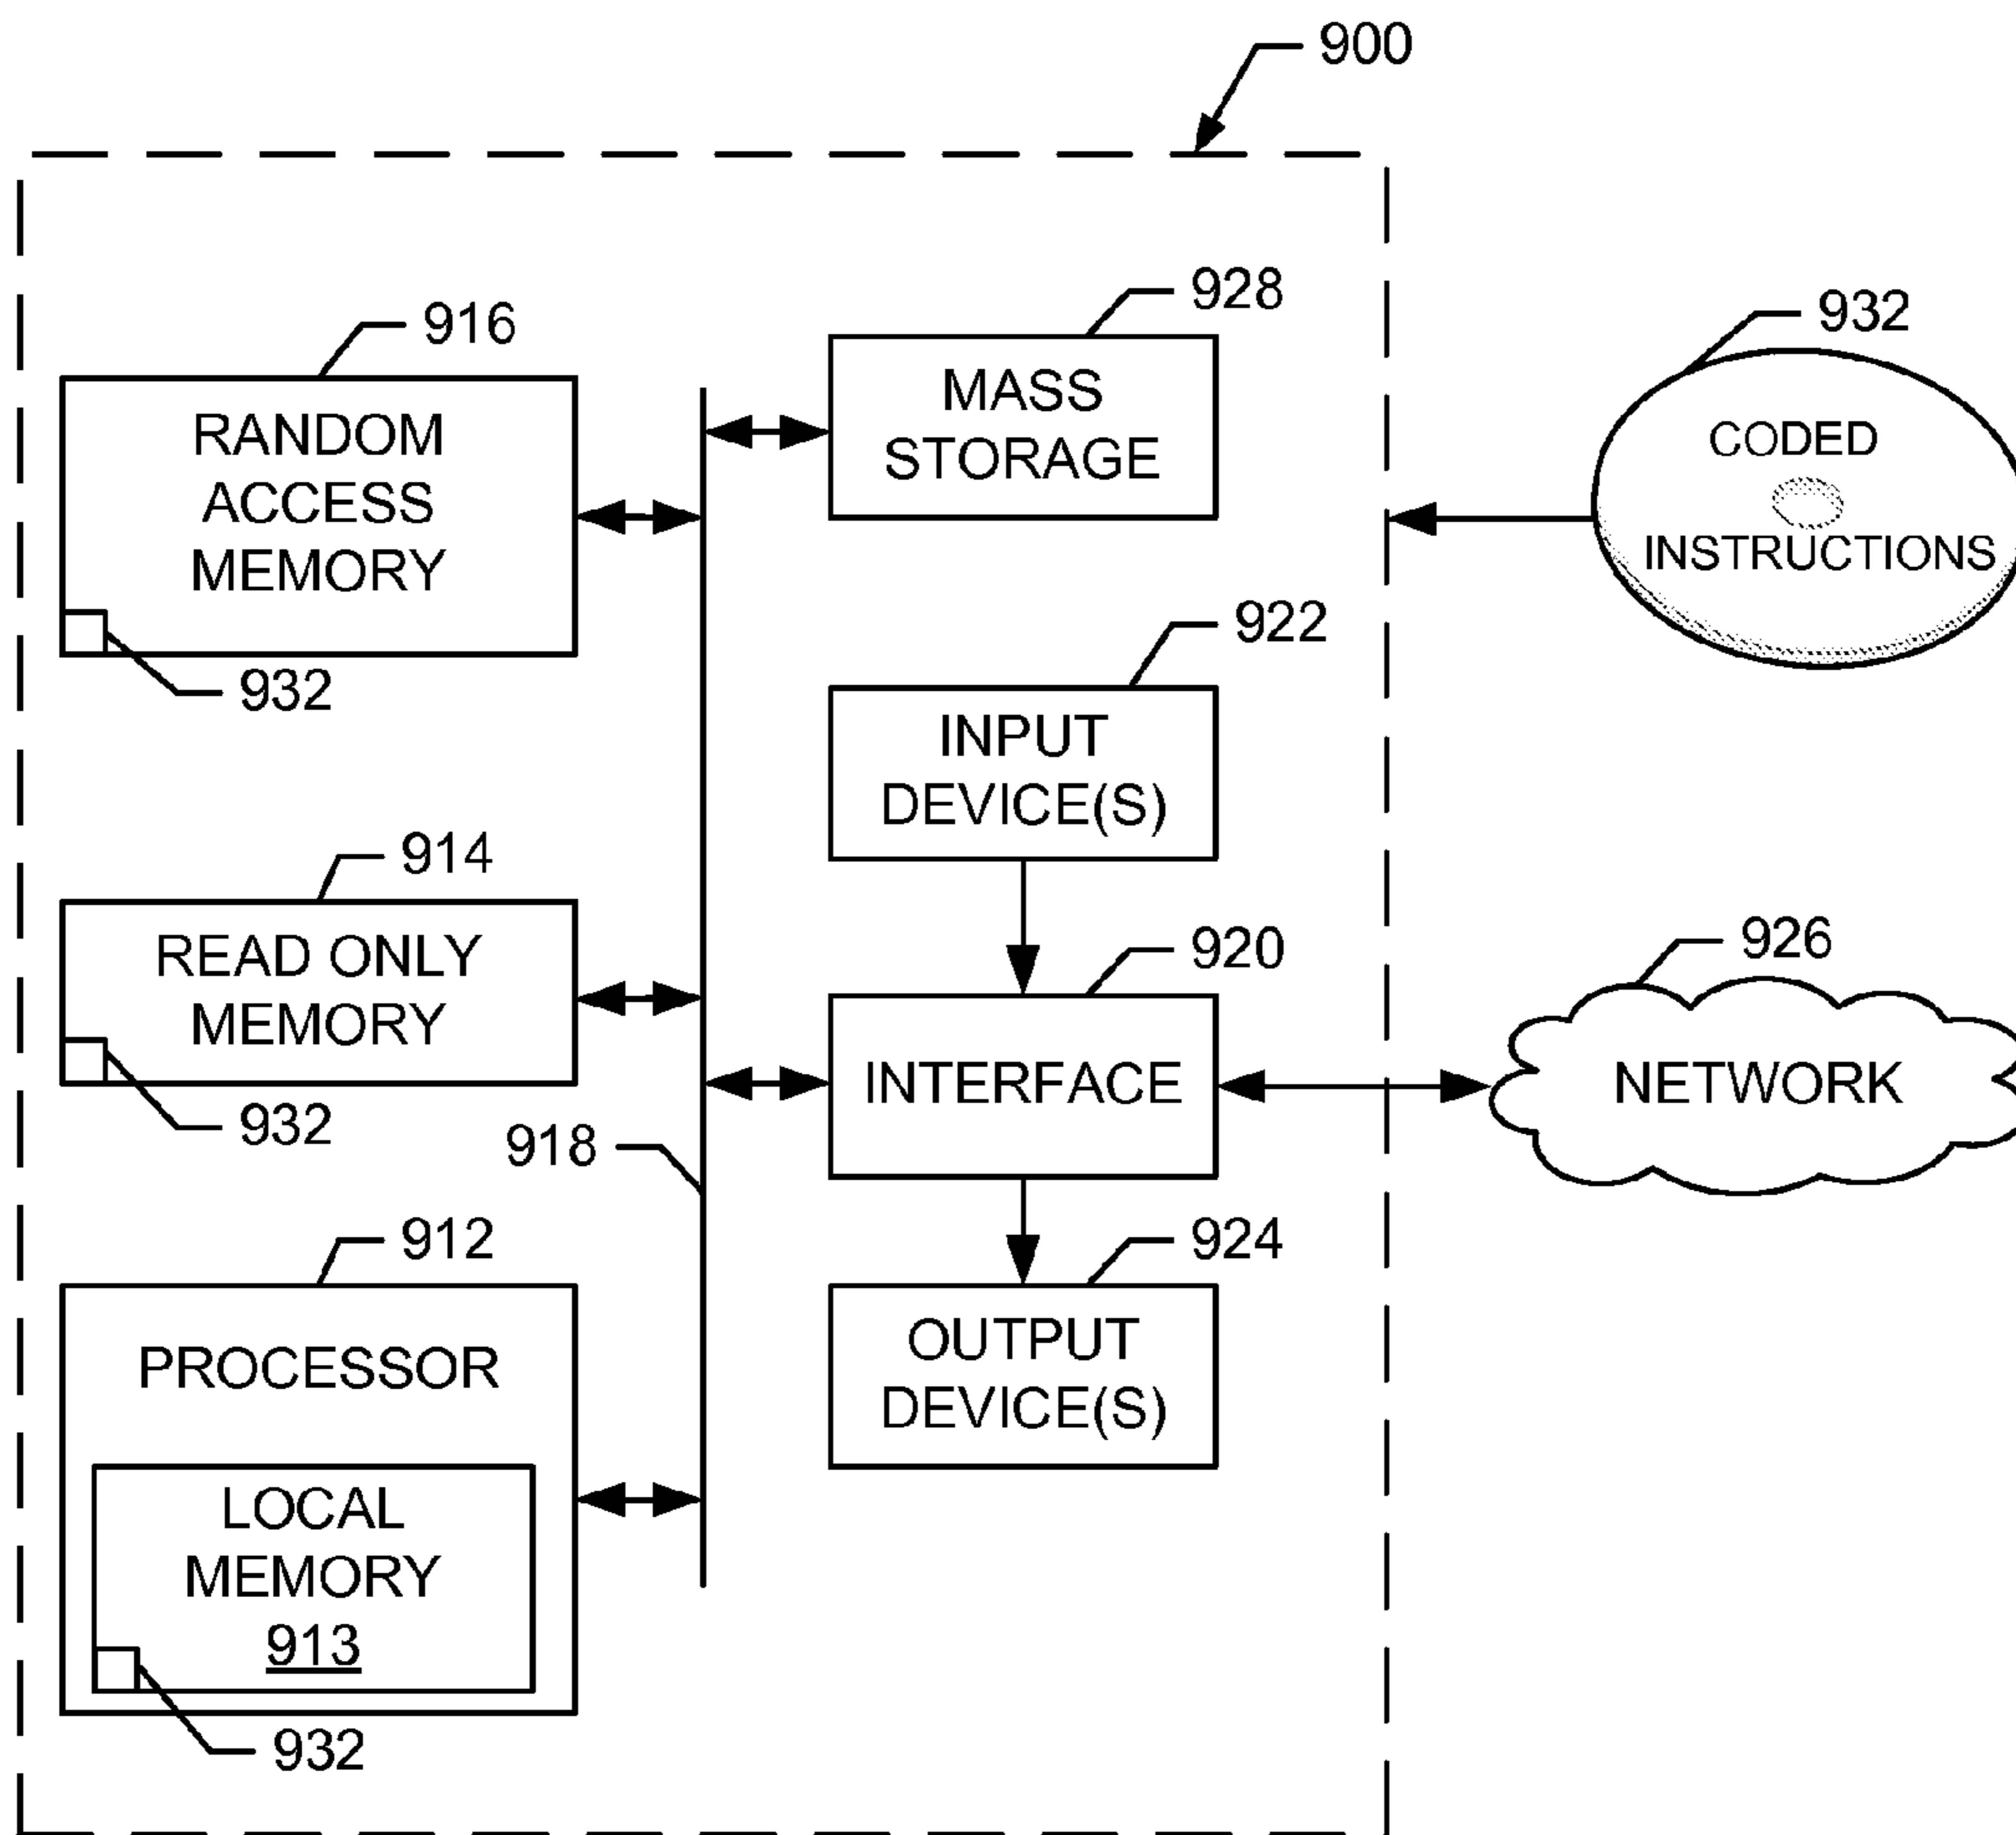 900
916
RANDOM
ACCESS
MEMORY
932
914
READ ONLY
MEMORY
932
918
912
PROCESSOR
LOCAL
MEMORY
913
932
928
MASS
STORAGE
922
INPUT
DEVICE(S)
920
INTERFACE
924
OUTPUT
DEVICE(S)
932
CODED
INSTRUCTIONS
926
NETWORK